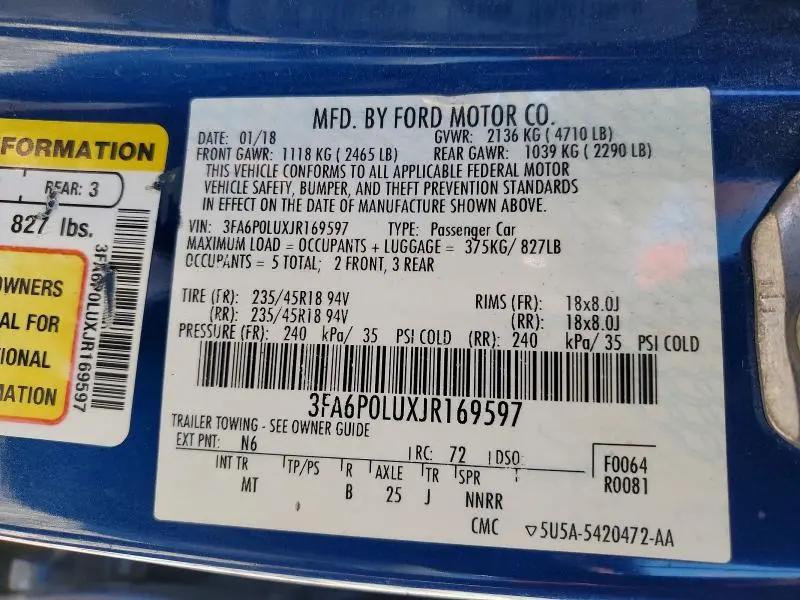 FORMATION
REAR: 3
827 lbs.
3FA6P0LUXJR169597
OWNERS
AL FOR
IONAL
MATION
MFD. BY FORD MOTOR CO.
DATE: 01/18 GVWR: 2136 KG ( 4710 LB)
FRONT GAWR: 1118 KG ( 2465 LB) REAR GAWR: 1039 KG ( 2290 LB)
THIS VEHICLE CONFORMS TO ALL APPLICABLE FEDERAL MOTOR
VEHICLE SAFETY, BUMPER, AND THEFT PREVENTION STANDARDS
IN EFFECT ON THE DATE OF MANUFACTURE SHOWN ABOVE.
VIN: 3FA6P0LUXJR169597 TYPE: Passenger Car
MAXIMUM LOAD = OCCUPANTS + LUGGAGE = 375KG/ 827LB
OCCUPANTS = 5 TOTAL; 2 FRONT, 3 REAR
TIRE (FR): 235/45R18 94V RIMS (FR): 18x8.0J
(RR): 235/45R18 94V (RR): 18x8.0J
PRESSURE (FR): 240 kPa/ 35 PSI COLD (RR): 240 kPa/ 35 PSI COLD
3FA6P0LUXJR169597
TRAILER TOWING - SEE OWNER GUIDE
EXT PNT: N6 RC: 72 DSO:
F0064
R0081
INT TR TP/PS R AXLE TR SPR
MT B 25 J NNRR
CMC ▽5U5A-5420472-AA